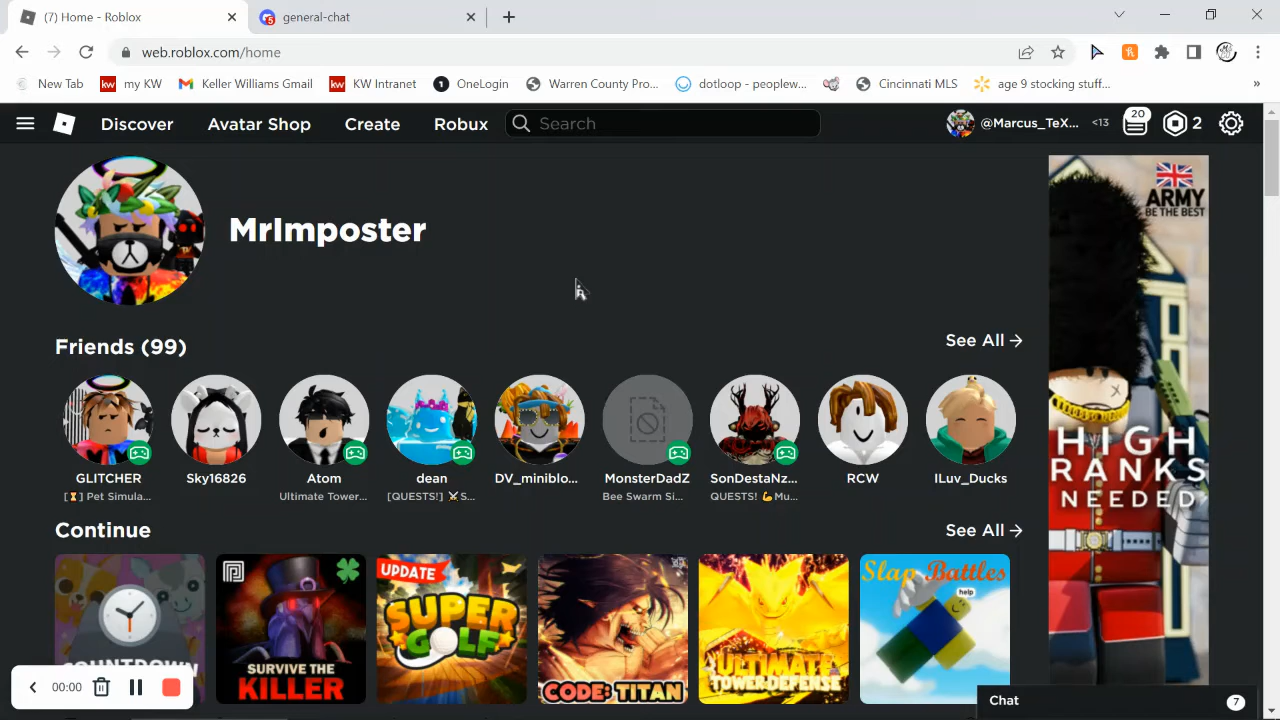 (7) Home - Roblox
general-chat
web.roblox.com/home
New Tab
my KW
Keller Williams Gmail
KW Intranet
OneLogin
Warren County Pro...
dotloop - peoplew...
Cincinnati MLS
age 9 stocking stuff...
Discover
Avatar Shop
Create
Robux
Search
@Marcus_TeX...
<13
20
2
MrImposter
ARMY
BE THE BEST
Friends (99)
See All
GLITCHER
Sky16826
Atom
dean
DV_miniblo...
MonsterDadZ
SonDestaNz...
RCW
ILuv_Ducks
[⏳] Pet Simula...
Ultimate Tower...
[QUESTS!] ⚔S...
Bee Swarm Si...
QUESTS! 💪Mu...
HIGH
RANKS
NEEDED
Continue
See All
COUNTDOWN
SURVIVE THE
KILLER
UPDATE
SUPER
GOLF
CODE: TITAN
ULTIMATE
TOWER DEFENSE
Slap Battles
help
00:00
Chat
7